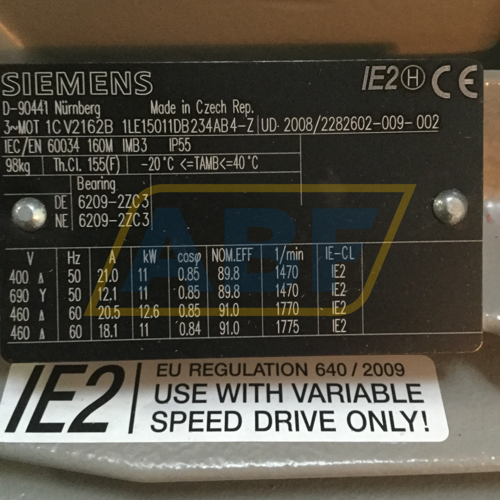 SIEMENS IE2 H CE
D-90441 Nürnberg Made in Czech Rep.
3~MOT 1CV2162B 1LE15011DB234AB4-Z UD 2008/2282602-009-002
IEC/EN 60034 160M IMB3 IP55
98kg Th.Cl. 155(F) -20°C <=TAMB<=40°C
Bearing
DE 6209-2ZC3
NE 6209-2ZC3
ABF
V Hz A kW cosφ NOM.EFF 1/min IE-CL
400 Δ 50 21.0 11 0.85 89.8 1470 IE2
690 Y 50 12.1 11 0.85 89.8 1470 IE2
460 Δ 60 20.5 12.6 0.85 91.0 1770 IE2
460 Δ 60 18.1 11 0.84 91.0 1775 IE2
IE2
EU REGULATION 640 / 2009
USE WITH VARIABLE
SPEED DRIVE ONLY!